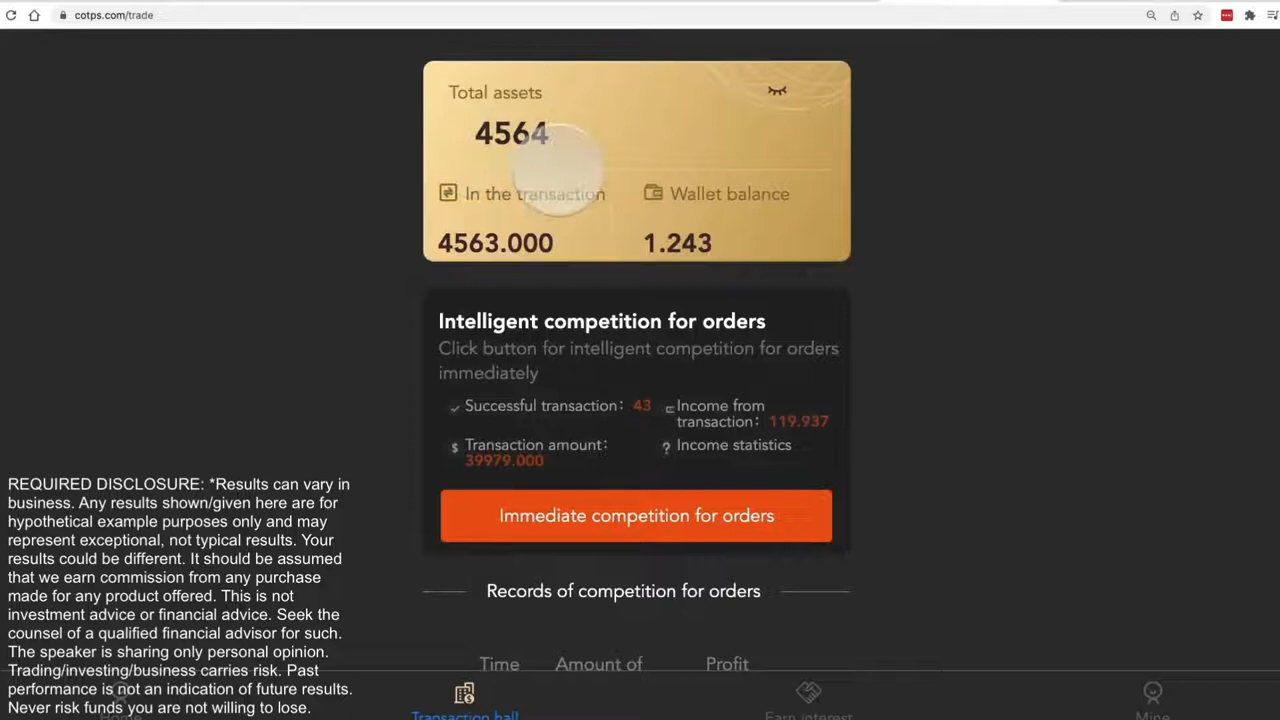 cotps.com/trade
Total assets
4564
In the transaction
Wallet balance
4563.000
1.243
Intelligent competition for orders
Click button for intelligent competition for orders
immediately
Successful transaction: 43
Income from
transaction: 119.937
Transaction amount:
39979.000
Income statistics
Immediate competition for orders
Records of competition for orders
Time
Amount of
Profit
REQUIRED DISCLOSURE: *Results can vary in
business. Any results shown/given here are for
hypothetical example purposes only and may
represent exceptional, not typical results. Your
results could be different. It should be assumed
that we earn commission from any purchase
made for any product offered. This is not
investment advice or financial advice. Seek the
counsel of a qualified financial advisor for such.
The speaker is sharing only personal opinion.
Trading/investing/business carries risk. Past
performance is not an indication of future results.
Never risk funds you are not willing to lose.
Home
Transaction hall
Earn interest
Mine